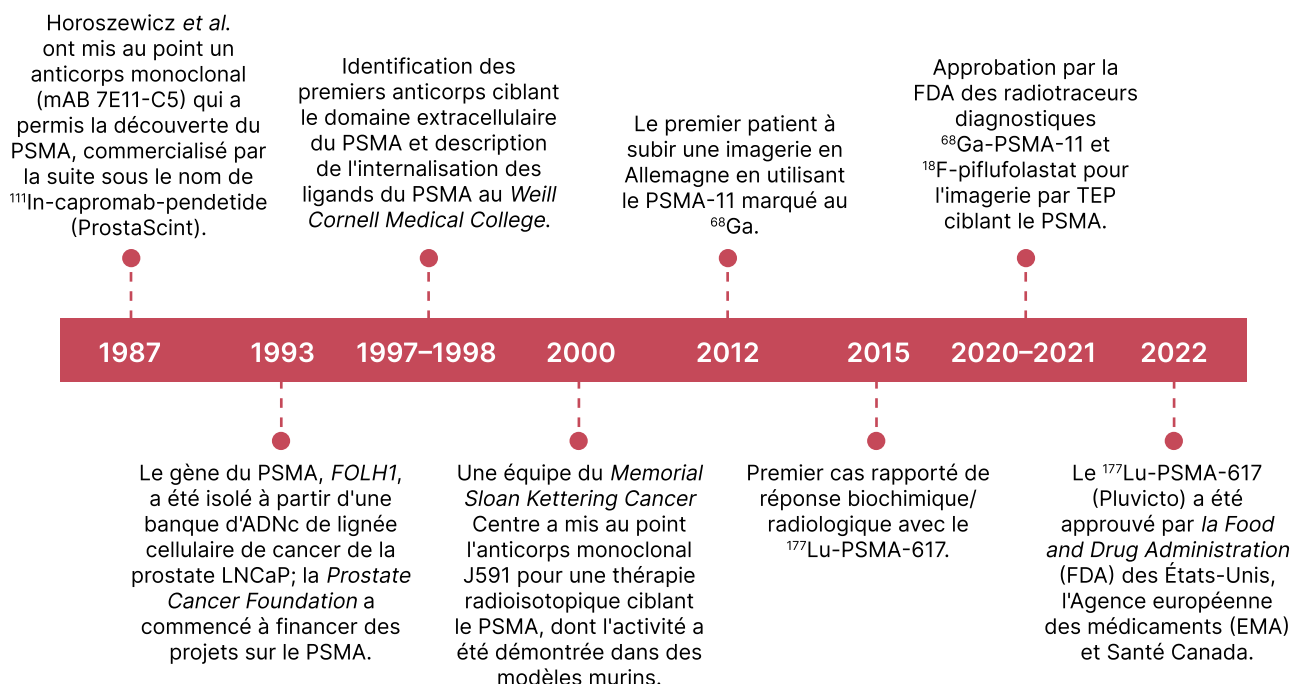 Horoszewicz et al.
ont mis au point un
anticorps monoclonal
(mAB 7E11-C5) qui a
permis la découverte du
PSMA, commercialisé par
la suite sous le nom de
¹¹¹In-capromab-pendetide
(ProstaScint).
Identification des
premiers anticorps ciblant
le domaine extracellulaire
du PSMA et description
de l'internalisation des
ligands du PSMA au Weill
Cornell Medical College.
Le premier patient à
subir une imagerie en
Allemagne en utilisant
le PSMA-11 marqué au
⁶⁸Ga.
Approbation par la
FDA des radiotraceurs
diagnostiques
⁶⁸Ga-PSMA-11 et
¹⁸F-piflufolastat pour
l'imagerie par TEP
ciblant le PSMA.
1987 1993 1997–1998 2000 2012 2015 2020–2021 2022
Le gène du PSMA, FOLH1,
a été isolé à partir d'une
banque d'ADNc de lignée
cellulaire de cancer de la
prostate LNCaP; la Prostate
Cancer Foundation a
commencé à financer des
projets sur le PSMA.
Une équipe du Memorial
Sloan Kettering Cancer
Centre a mis au point
l'anticorps monoclonal
J591 pour une thérapie
radioisotopique ciblant
le PSMA, dont l'activité a
été démontrée dans des
modèles murins.
Premier cas rapporté de
réponse biochimique/
radiologique avec le
¹⁷⁷Lu-PSMA-617.
Le ¹⁷⁷Lu-PSMA-617
(Pluvicto) a été
approuvé par la Food
and Drug Administration
(FDA) des États-Unis,
l'Agence européenne
des médicaments (EMA)
et Santé Canada.